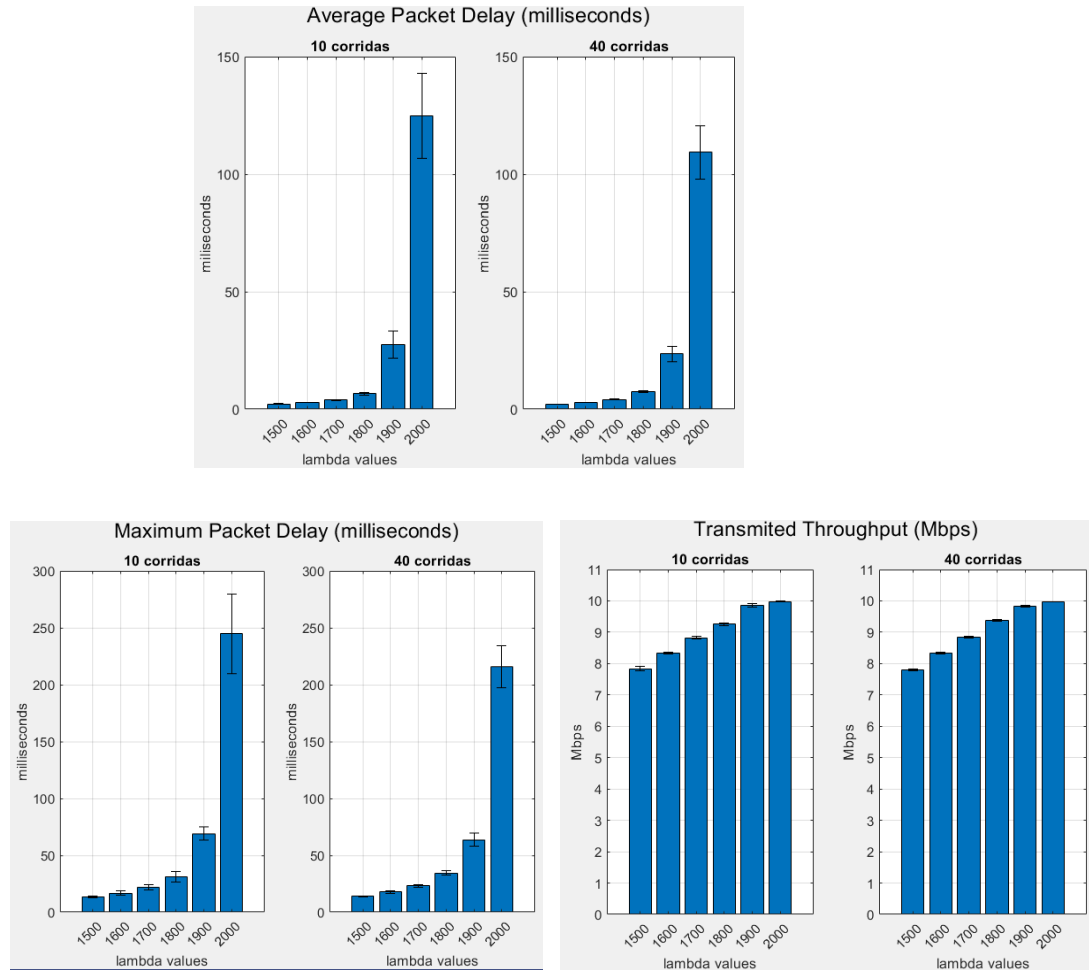 Average Packet Delay (milliseconds)
10 corridas
40 corridas
150
100
50
0
miliseconds
1500 1600 1700 1800 1900 2000
lambda values
150
100
50
0
milliseconds
1500 1600 1700 1800 1900 2000
lambda values
Maximum Packet Delay (milliseconds)
10 corridas
40 corridas
300
250
200
150
100
50
0
milliseconds
1500 1600 1700 1800 1900 2000
lambda values
300
250
200
150
100
50
0
milliseconds
1500 1600 1700 1800 1900 2000
lambda values
Transmited Throughput (Mbps)
10 corridas
40 corridas
11
10
9
8
7
6
5
4
3
2
1
0
Mbps
1500 1600 1700 1800 1900 2000
lambda values
11
10
9
8
7
6
5
4
3
2
1
0
Mbps
1500 1600 1700 1800 1900 2000
lambda values